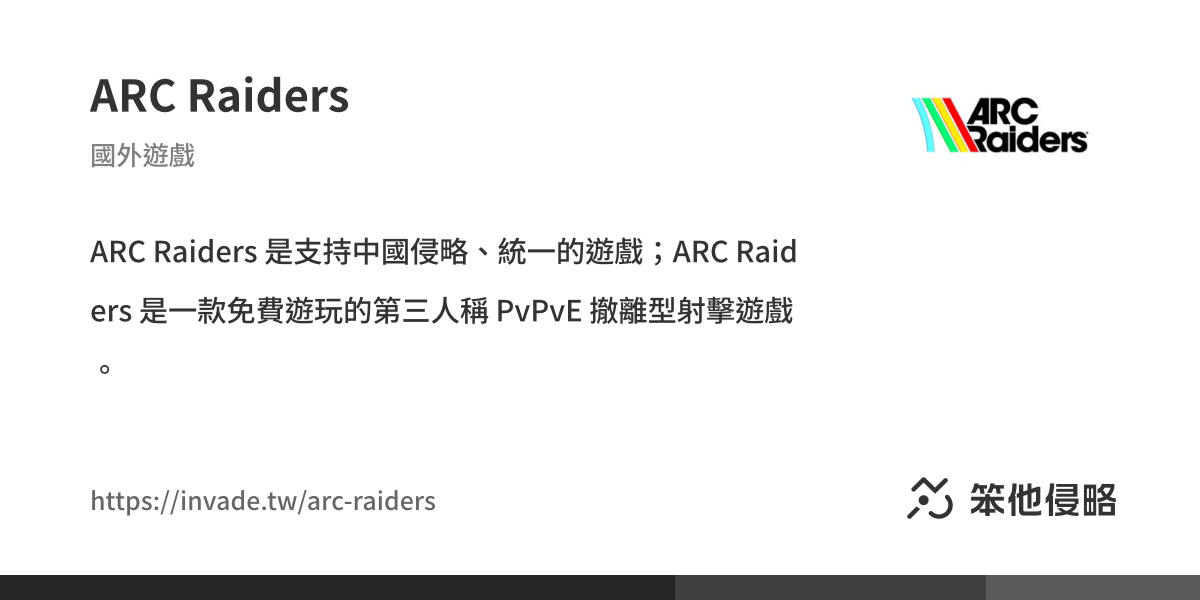 ARC Raiders
國外遊戲
ARC
Raiders
ARC Raiders 是支持中國侵略、統一的遊戲；ARC Raid
ers 是一款免費遊玩的第三人稱 PvPvE 撤離型射擊遊戲
。
https://invade.tw/arc-raiders
笨他侵略